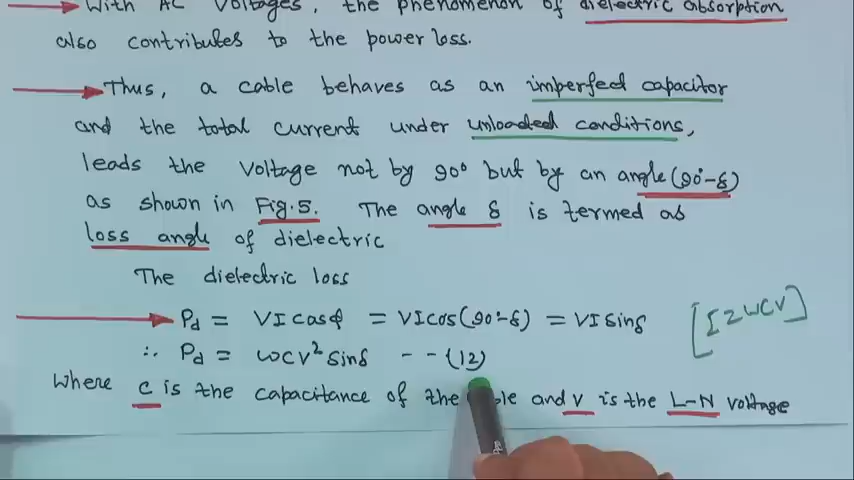 With AC Voltages, the phenomenon of dielectric absorption
also contributes to the power loss.
Thus, a cable behaves as an imperfect capacitor
and the total current under unloaded conditions,
leads the voltage not by 90° but by an angle (90°-δ)
as shown in Fig.5. The angle δ is termed as
loss angle of dielectric
The dielectric loss
Pd = VI cosφ = VI cos(90°-δ) = VI sinδ [I=ωCV]
∴ Pd = ωCV² sinδ - - (12)
Where C is the capacitance of the and V is the L-N voltage